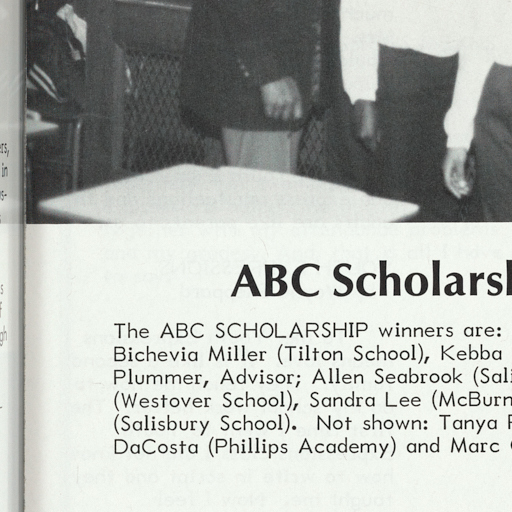 ABC Scholars
The ABC SCHOLARSHIP winners are:
Bichevia Miller (Tilton School), Kebba
Plummer, Advisor; Allen Seabrook (Sali
(Westover School), Sandra Lee (McBurn
(Salisbury School). Not shown: Tanya
DaCosta (Phillips Academy) and Marc